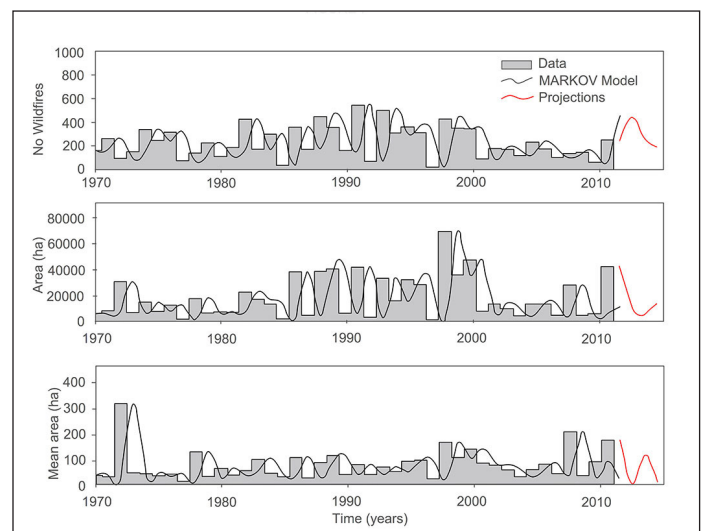 1000
800
600
400
200
0
No Wildfires
Data
MARKOV Model
Projections
1970 1980 1990 2000 2010
80000
60000
40000
20000
0
Area (ha)
1970 1980 1990 2000 2010
400
300
200
100
0
Mean area (ha)
1970 1980 1990 2000 2010
Time (years)